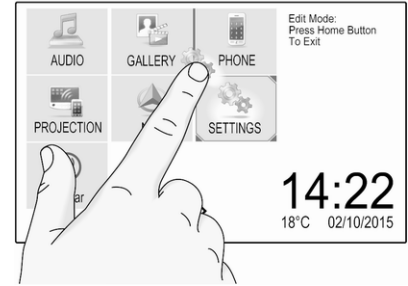 AUDIO
GALLERY
PHONE
Edit Mode:
Press Home Button
To Exit
PROJECTION
SETTINGS
14:22
18°C 02/10/2015